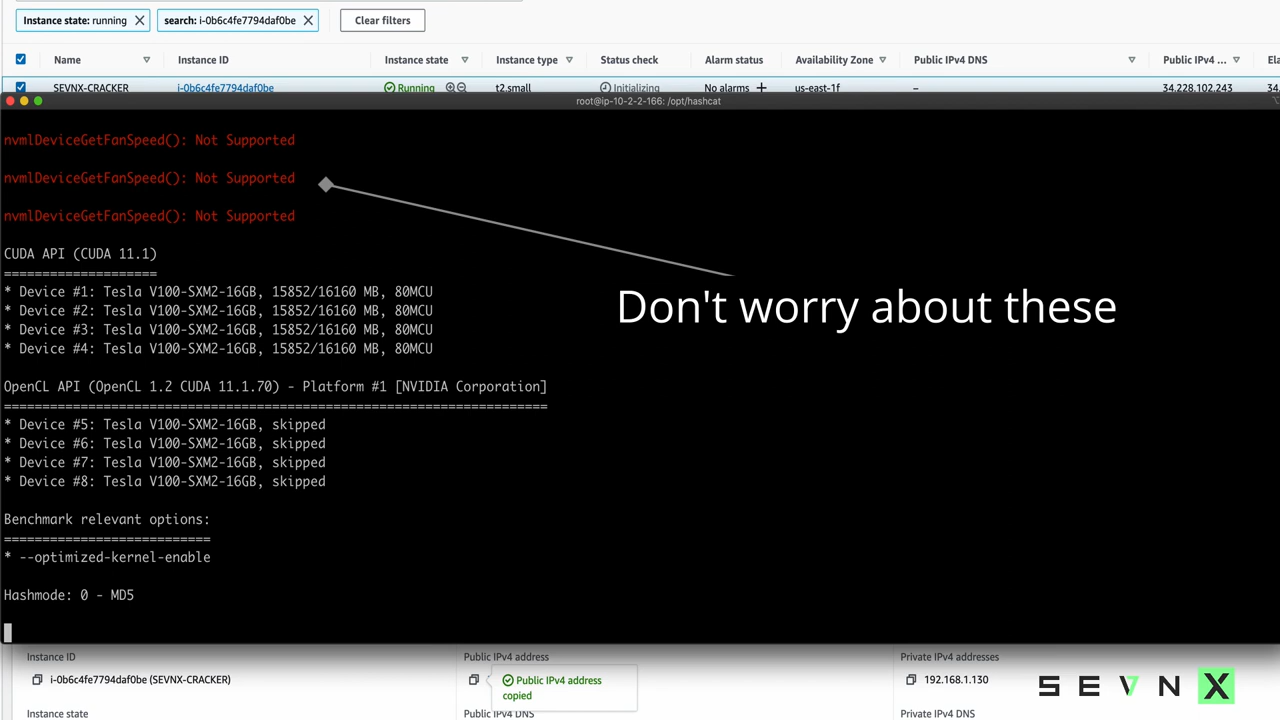 Instance state: running
search: i-0b6c4fe7794daf0be
Clear filters
Name Instance ID Instance state Instance type Status check Alarm status Availability Zone Public IPv4 DNS Public IPv4 ... Ela
SEVNX-CRACKER i-0b6c4fe7794daf0be Running t2.small Initializing No alarms + us-east-1f – 34.228.102.243 34.
root@ip-10-2-2-166: /opt/hashcat
nvmlDeviceGetFanSpeed(): Not Supported
nvmlDeviceGetFanSpeed(): Not Supported
nvmlDeviceGetFanSpeed(): Not Supported
CUDA API (CUDA 11.1)
====================
* Device #1: Tesla V100-SXM2-16GB, 15852/16160 MB, 80MCU
* Device #2: Tesla V100-SXM2-16GB, 15852/16160 MB, 80MCU
* Device #3: Tesla V100-SXM2-16GB, 15852/16160 MB, 80MCU
* Device #4: Tesla V100-SXM2-16GB, 15852/16160 MB, 80MCU
Don't worry about these
OpenCL API (OpenCL 1.2 CUDA 11.1.70) - Platform #1 [NVIDIA Corporation]
=======================================================================
* Device #5: Tesla V100-SXM2-16GB, skipped
* Device #6: Tesla V100-SXM2-16GB, skipped
* Device #7: Tesla V100-SXM2-16GB, skipped
* Device #8: Tesla V100-SXM2-16GB, skipped
Benchmark relevant options:
===========================
* --optimized-kernel-enable
Hashmode: 0 - MD5
Instance ID Public IPv4 address Private IPv4 addresses
i-0b6c4fe7794daf0be (SEVNX-CRACKER) Public IPv4 address 192.168.1.130
copied
Instance state Public IPv4 DNS Private IPv4 DNS
SEVNX